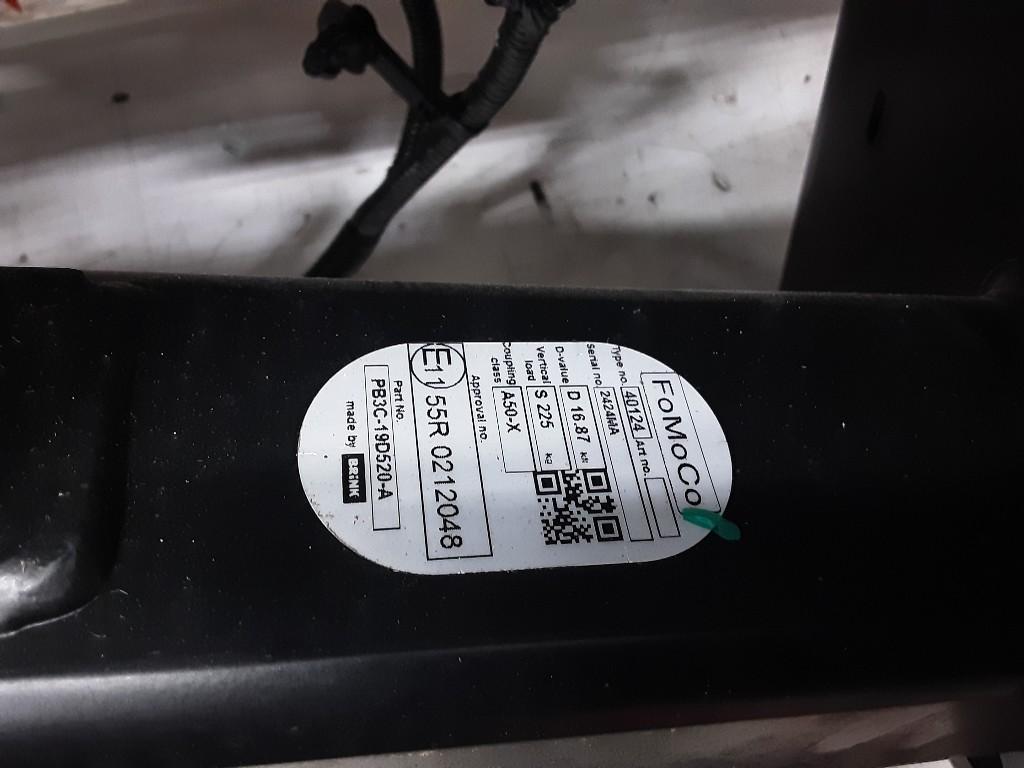 FoMoCo
Type no. 40124 Art no.
Serial no. 2424MA
D-value D 16.87 kN
Vertical load S 225 kg
Coupling class A50-X
Approval no.
E11 55R 0212048
Part No. PB3C-19D520-A
made by BRINK